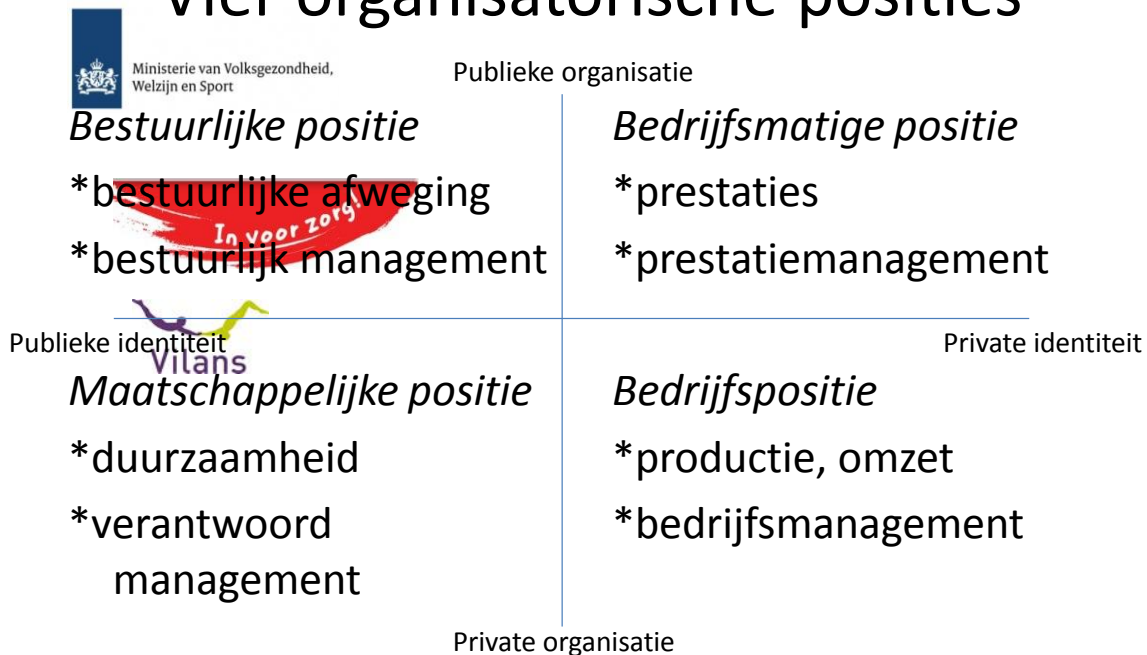 Vier organisatorische posities
Ministerie van Volksgezondheid,
Welzijn en Sport
Publieke organisatie
Bestuurlijke positie
*bestuurlijke afweging
In voor zorg!
*bestuurlijk management
Bedrijfsmatige positie
*prestaties
*prestatiemanagement
Publieke identiteit
Private identiteit
Vilans
Maatschappelijke positie
*duurzaamheid
*verantwoord
management
Bedrijfspositie
*productie, omzet
*bedrijfsmanagement
Private organisatie